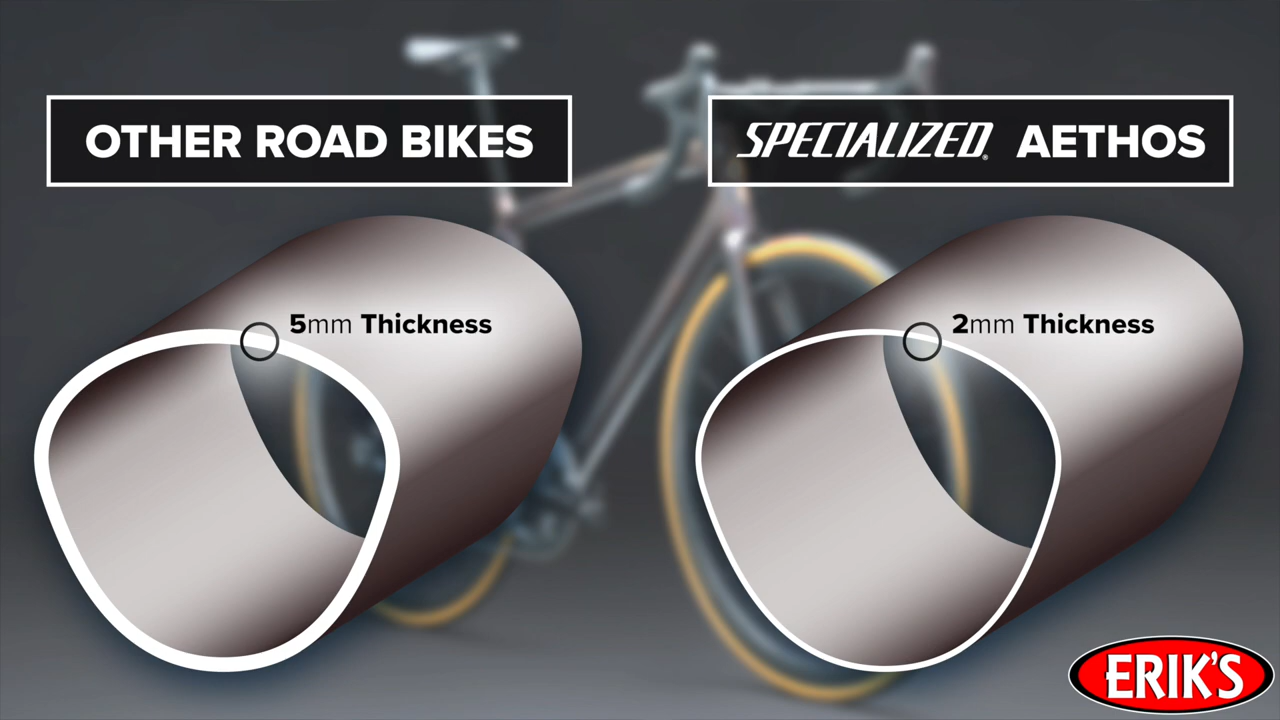 OTHER ROAD BIKES
SPECIALIZED® AETHOS
5mm Thickness
2mm Thickness
ERIK'S